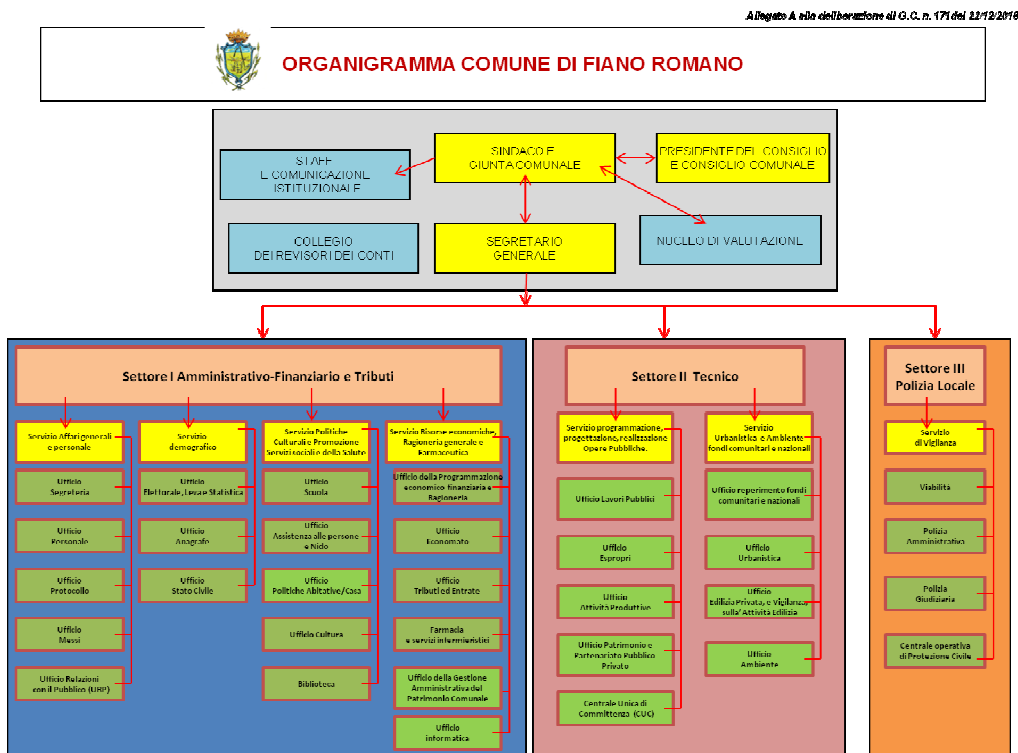 Allegato A alla deliberazione di G.C. n. 171 del 22/12/2016
ORGANIGRAMMA COMUNE DI FIANO ROMANO
STAFF
E COMUNICAZIONE
ISTITUZIONALE
SINDACO E
GIUNTA COMUNALE
PRESIDENTE DEL CONSIGLIO
E CONSIGLIO COMUNALE
COLLEGIO
DEI REVISORI DEI CONTI
SEGRETARIO
GENERALE
NUCLEO DI VALUTAZIONE
Settore I Amministrativo-Finanziario e Tributi
Servizio Affari generali
e personale
Ufficio
Segreteria
Ufficio
Personale
Ufficio
Protocollo
Ufficio
Messi
Ufficio Relazioni
con il Pubblico (URP)
Servizio
demografico
Ufficio
Elettorale, Leva e Statistica
Ufficio
Anagrafe
Ufficio
Stato Civile
Servizio Politiche
Culturali e Promozione
Servizi sociali e della Salute
Ufficio
Scuola
Ufficio
Assistenza alle persone
e Nido
Ufficio
Politiche Abitative/Casa
Ufficio Cultura
Biblioteca
Servizio Risorse economiche,
Ragioneria generale e
Farmaceutica
Ufficio della Programmazione
economico finanziaria e
Ragioneria
Ufficio
Economato
Ufficio
Tributi ed Entrate
Farmacia
e servizi infermieristici
Ufficio della Gestione
Amministrativa del
Patrimonio Comunale
Ufficio
informatica
Settore II Tecnico
Servizio programmazione,
progettazione, realizzazione
Opere Pubbliche.
Ufficio Lavori Pubblici
Ufficio
Espropri
Ufficio
Attività Produttive
Ufficio Patrimonio e
Partenariato Pubblico
Privato
Centrale Unica di
Committenza (CUC)
Servizio
Urbanistica e Ambiente
fondi comunitari e nazionali
Ufficio reperimento fondi
comunitari e nazionali
Ufficio
Urbanistica
Ufficio
Edilizia Privata, e Vigilanza,
sulla' Attività Edilizia
Ufficio
Ambiente
Settore III
Polizia Locale
Servizio
di Vigilanza
Viabilità
Polizia
Amministrativa
Polizia
Giudiziaria
Centrale operativa
di Protezione Civile